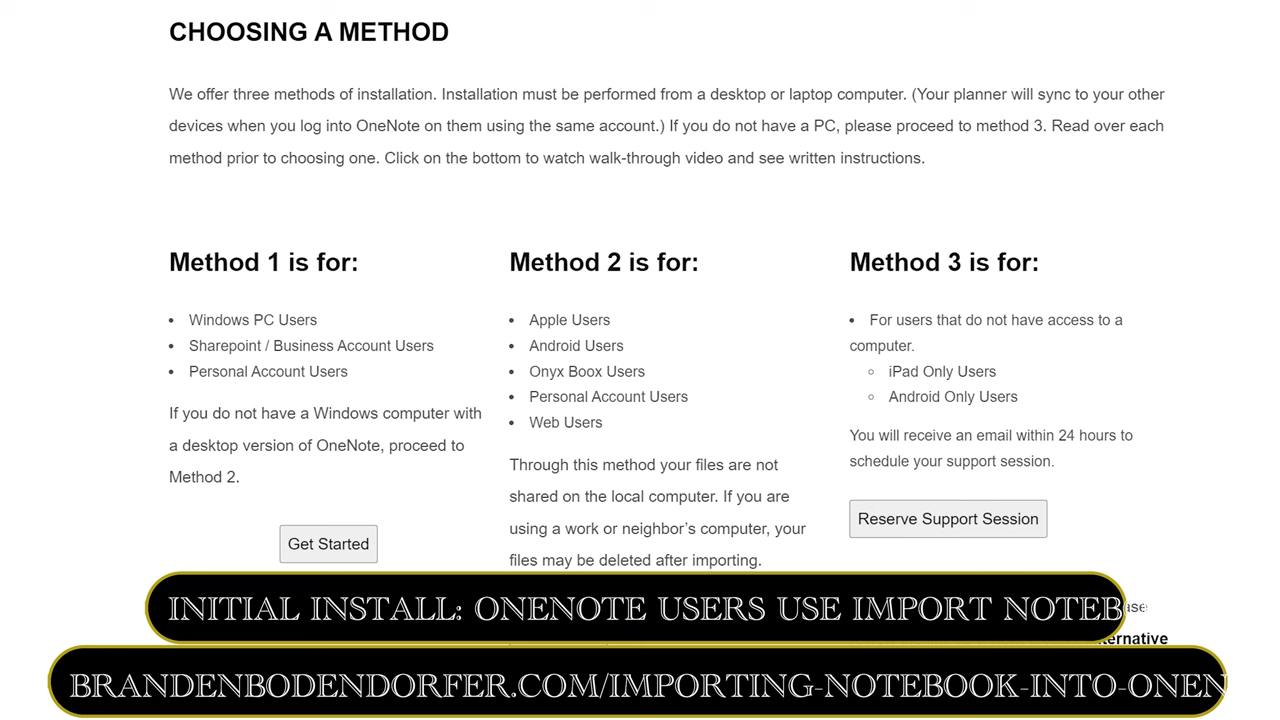 CHOOSING A METHOD
We offer three methods of installation. Installation must be performed from a desktop or laptop computer. (Your planner will sync to your other
devices when you log into OneNote on them using the same account.) If you do not have a PC, please proceed to method 3. Read over each
method prior to choosing one. Click on the bottom to watch walk-through video and see written instructions.
Method 1 is for:
• Windows PC Users
• Sharepoint / Business Account Users
• Personal Account Users
If you do not have a Windows computer with
a desktop version of OneNote, proceed to
Method 2.
Get Started
Method 2 is for:
• Apple Users
• Android Users
• Onyx Boox Users
• Personal Account Users
• Web Users
Through this method your files are not
shared on the local computer. If you are
using a work or neighbor's computer, your
files may be deleted after importing.
Method 3 is for:
• For users that do not have access to a
computer.
○ iPad Only Users
○ Android Only Users
You will receive an email within 24 hours to
schedule your support session.
Reserve Support Session
INITIAL INSTALL: ONENOTE USERS USE IMPORT NOTEB
BRANDENBODENDORFER.COM/IMPORTING-NOTEBOOK-INTO-ONEN